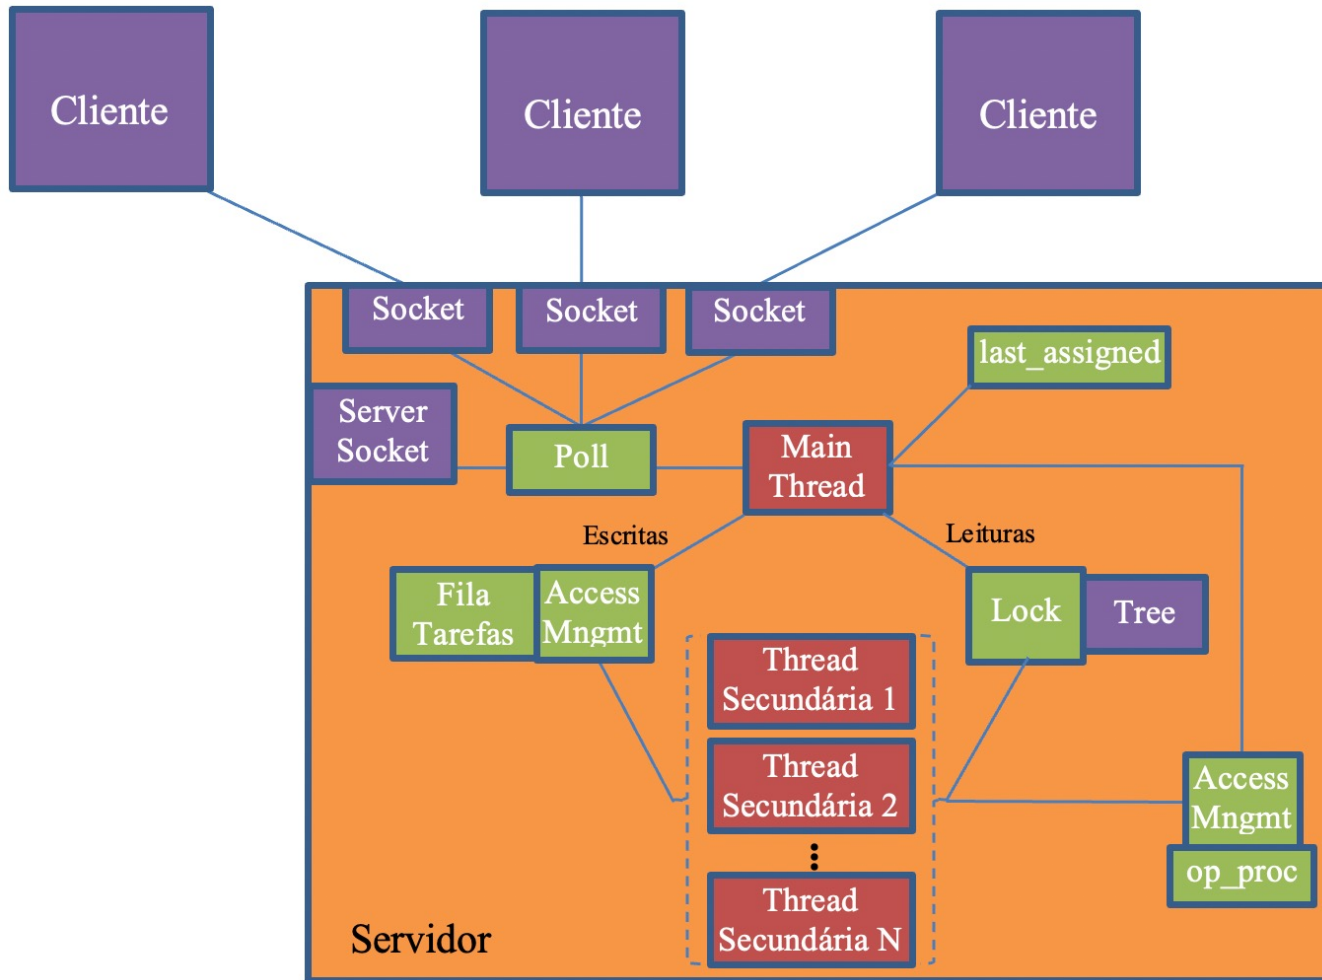 Cliente
Cliente
Cliente
Socket
Socket
Socket
last_assigned
Server
Socket
Poll
Main
Thread
Escritas
Leituras
Fila
Tarefas
Access
Mngmt
Lock
Tree
Thread
Secundária 1
Thread
Secundária 2
Access
Mngmt
op_proc
Thread
Secundária N
Servidor